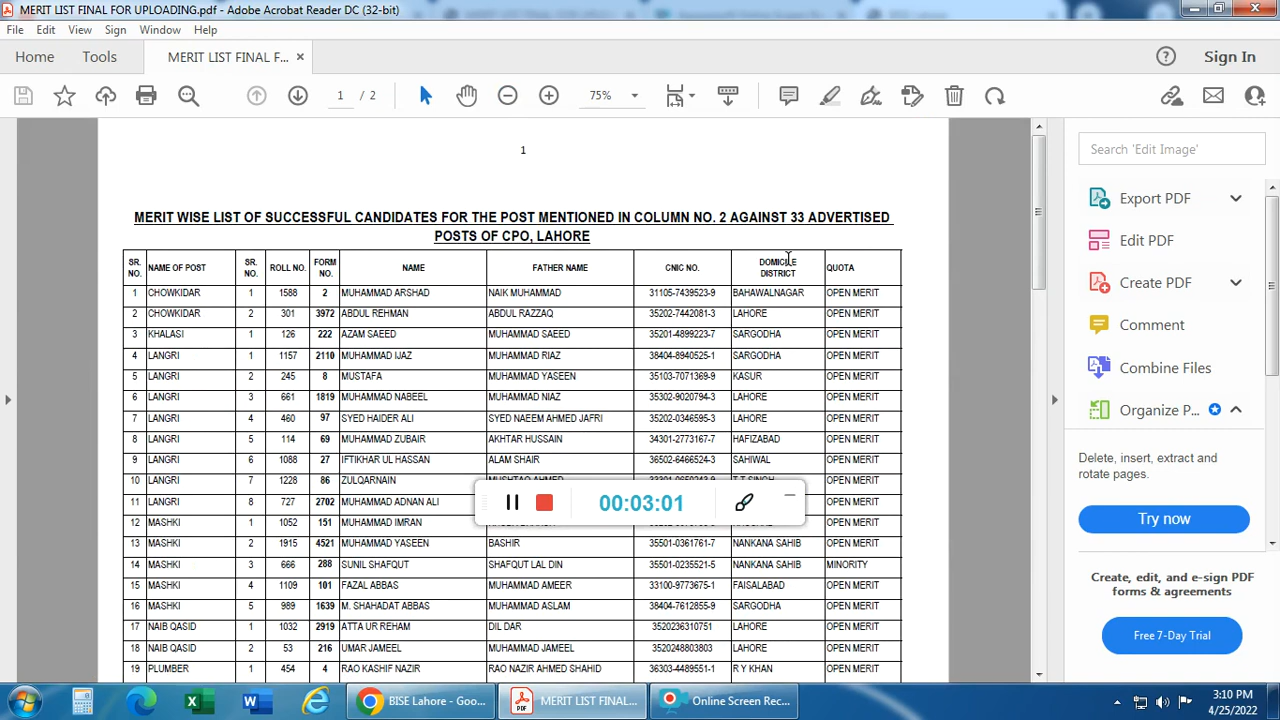 MERIT LIST FINAL FOR UPLOADING.pdf - Adobe Acrobat Reader DC (32-bit)
File Edit View Sign Window Help
Home Tools MERIT LIST FINAL F... × Sign In
1 / 2 75%
1
MERIT WISE LIST OF SUCCESSFUL CANDIDATES FOR THE POST MENTIONED IN COLUMN NO. 2 AGAINST 33 ADVERTISED
POSTS OF CPO, LAHORE
SR. NO. NAME OF POST SR. NO. ROLL NO. FORM NO. NAME FATHER NAME CNIC NO. DOMICILE DISTRICT QUOTA
1 CHOWKIDAR 1 1588 2 MUHAMMAD ARSHAD NAIK MUHAMMAD 31105-7439523-9 BAHAWALNAGAR OPEN MERIT
2 CHOWKIDAR 2 301 3972 ABDUL REHMAN ABDUL RAZZAQ 35202-7442081-3 LAHORE OPEN MERIT
3 KHALASI 1 126 222 AZAM SAEED MUHAMMAD SAEED 35201-4899223-7 SARGODHA OPEN MERIT
4 LANGRI 1 1157 2110 MUHAMMAD IJAZ MUHAMMAD RIAZ 38404-8940525-1 SARGODHA OPEN MERIT
5 LANGRI 2 245 8 MUSTAFA MUHAMMAD YASEEN 35103-7071369-9 KASUR OPEN MERIT
6 LANGRI 3 661 1819 MUHAMMAD NABEEL MUHAMMAD NIAZ 35302-9020794-3 LAHORE OPEN MERIT
7 LANGRI 4 460 97 SYED HAIDER ALI SYED NAEEM AHMED JAFRI 35202-0346595-3 LAHORE OPEN MERIT
8 LANGRI 5 114 69 MUHAMMAD ZUBAIR AKHTAR HUSSAIN 34301-2773167-7 HAFIZABAD OPEN MERIT
9 LANGRI 6 1088 27 IFTIKHAR UL HASSAN ALAM SHAIR 36502-6466524-3 SAHIWAL OPEN MERIT
10 LANGRI 7 1228 86 ZULQARNAIN OPEN MERIT
11 LANGRI 8 727 2702 MUHAMMAD ADNAN ALI OPEN MERIT
12 MASHKI 1 1052 151 MUHAMMAD IMRAN OPEN MERIT
13 MASHKI 2 1915 4521 MUHAMMAD YASEEN BASHIR 35501-0361761-7 NANKANA SAHIB OPEN MERIT
14 MASHKI 3 666 288 SUNIL SHAFQUT SHAFQUT LAL DIN 35501-0235521-5 NANKANA SAHIB MINORITY
15 MASHKI 4 1109 101 FAZAL ABBAS MUHAMMAD AMEER 33100-9773675-1 FAISALABAD OPEN MERIT
16 MASHKI 5 989 1639 M. SHAHADAT ABBAS MUHAMMAD ASLAM 38404-7612855-9 SARGODHA OPEN MERIT
17 NAIB QASID 1 1032 2919 ATTA UR REHAM DIL DAR 3520236310751 LAHORE OPEN MERIT
18 NAIB QASID 2 53 216 UMAR JAMEEL MUHAMMAD JAMEEL 3520248803803 LAHORE OPEN MERIT
19 PLUMBER 1 454 4 RAO KASHIF NAZIR RAO NAZIR AHMED SHAHID 36303-4489551-1 R Y KHAN OPEN MERIT
00:03:01
Search 'Edit Image'
Export PDF
Edit PDF
Create PDF
Comment
Combine Files
Organize P...
Delete, insert, extract and
rotate pages.
Try now
Create, edit, and e-sign PDF
forms & agreements
Free 7-Day Trial
BISE Lahore - Goo... MERIT LIST FINAL... Online Screen Rec...
3:10 PM
4/25/2022